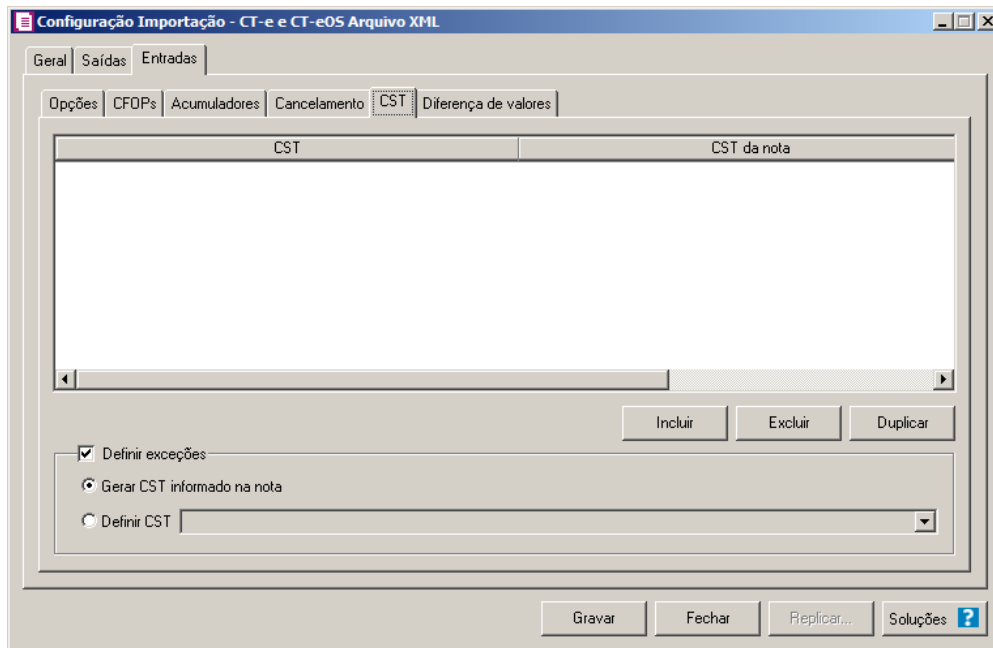 Configuração Importação - CT-e e CT-eOS Arquivo XML
Geral Saídas Entradas
Opções CFOPs Acumuladores Cancelamento CST Diferença de valores
CST CST da nota
Incluir Excluir Duplicar
Definir exceções
Gerar CST informado na nota
Definir CST
Gravar Fechar Replicar... Soluções ?